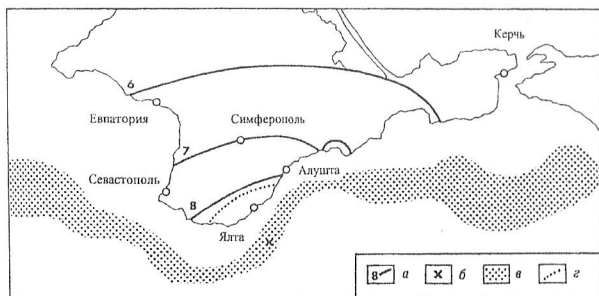 Керчь
6
Евпатория
Симферополь
7
Севастополь
Алушта
8
Ялта
8 а х б в г